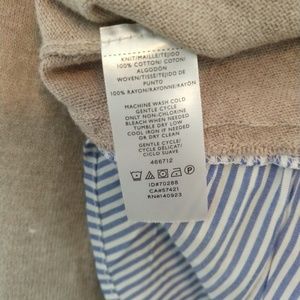 KNIT/MAILLE/TEJIDO
100% COTTON/ COTON/
ALGODÓN
WOVEN/TISSÉ/TEJIDO DE
PUNTO
100% RAYON/RAYONNE/RAYÓN
MACHINE WASH COLD
GENTLE CYCLE
ONLY NON-CHLORINE
BLEACH WHEN NEEDED
TUMBLE DRY LOW
COOL IRON IF NEEDED
OR DRY CLEAN
GENTLE CYCLE/
CYCLE DÉLICAT/
CICLO SUAVE
466712
ID#70288
CA#57421
RN#140923